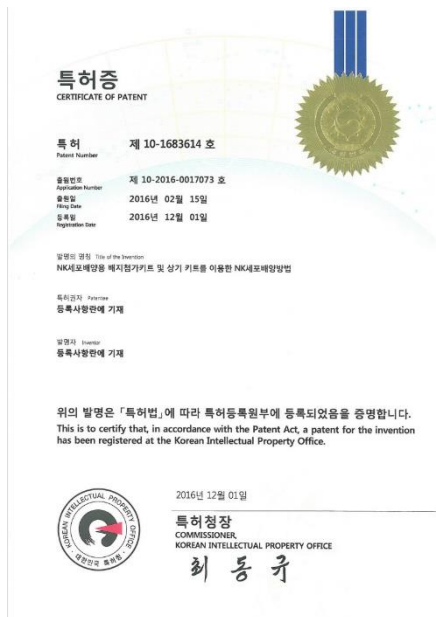 특허증
CERTIFICATE OF PATENT
특 허 제 10-1683614 호
Patent Number
출원번호 제 10-2016-0017073 호
Application Number
출원일 2016년 02월 15일
Filing Date
등록일 2016년 12월 01일
Registration Date
발명의 명칭 Title of the Invention
NK세포배양용 배지첨가키트 및 상기 키트를 이용한 NK세포배양방법
특허권자 Patentee
등록사항란에 기재
발명자 Inventor
등록사항란에 기재
위의 발명은 「특허법」에 따라 특허등록원부에 등록되었음을 증명합니다.
This is to certify that, in accordance with the Patent Act, a patent for the invention
has been registered at the Korean Intellectual Property Office.
2016년 12월 01일
특허청장
COMMISSIONER,
KOREAN INTELLECTUAL PROPERTY OFFICE
최 동 규
KOREAN INTELLECTUAL PROPERTY OFFICE
대한민국 특허청